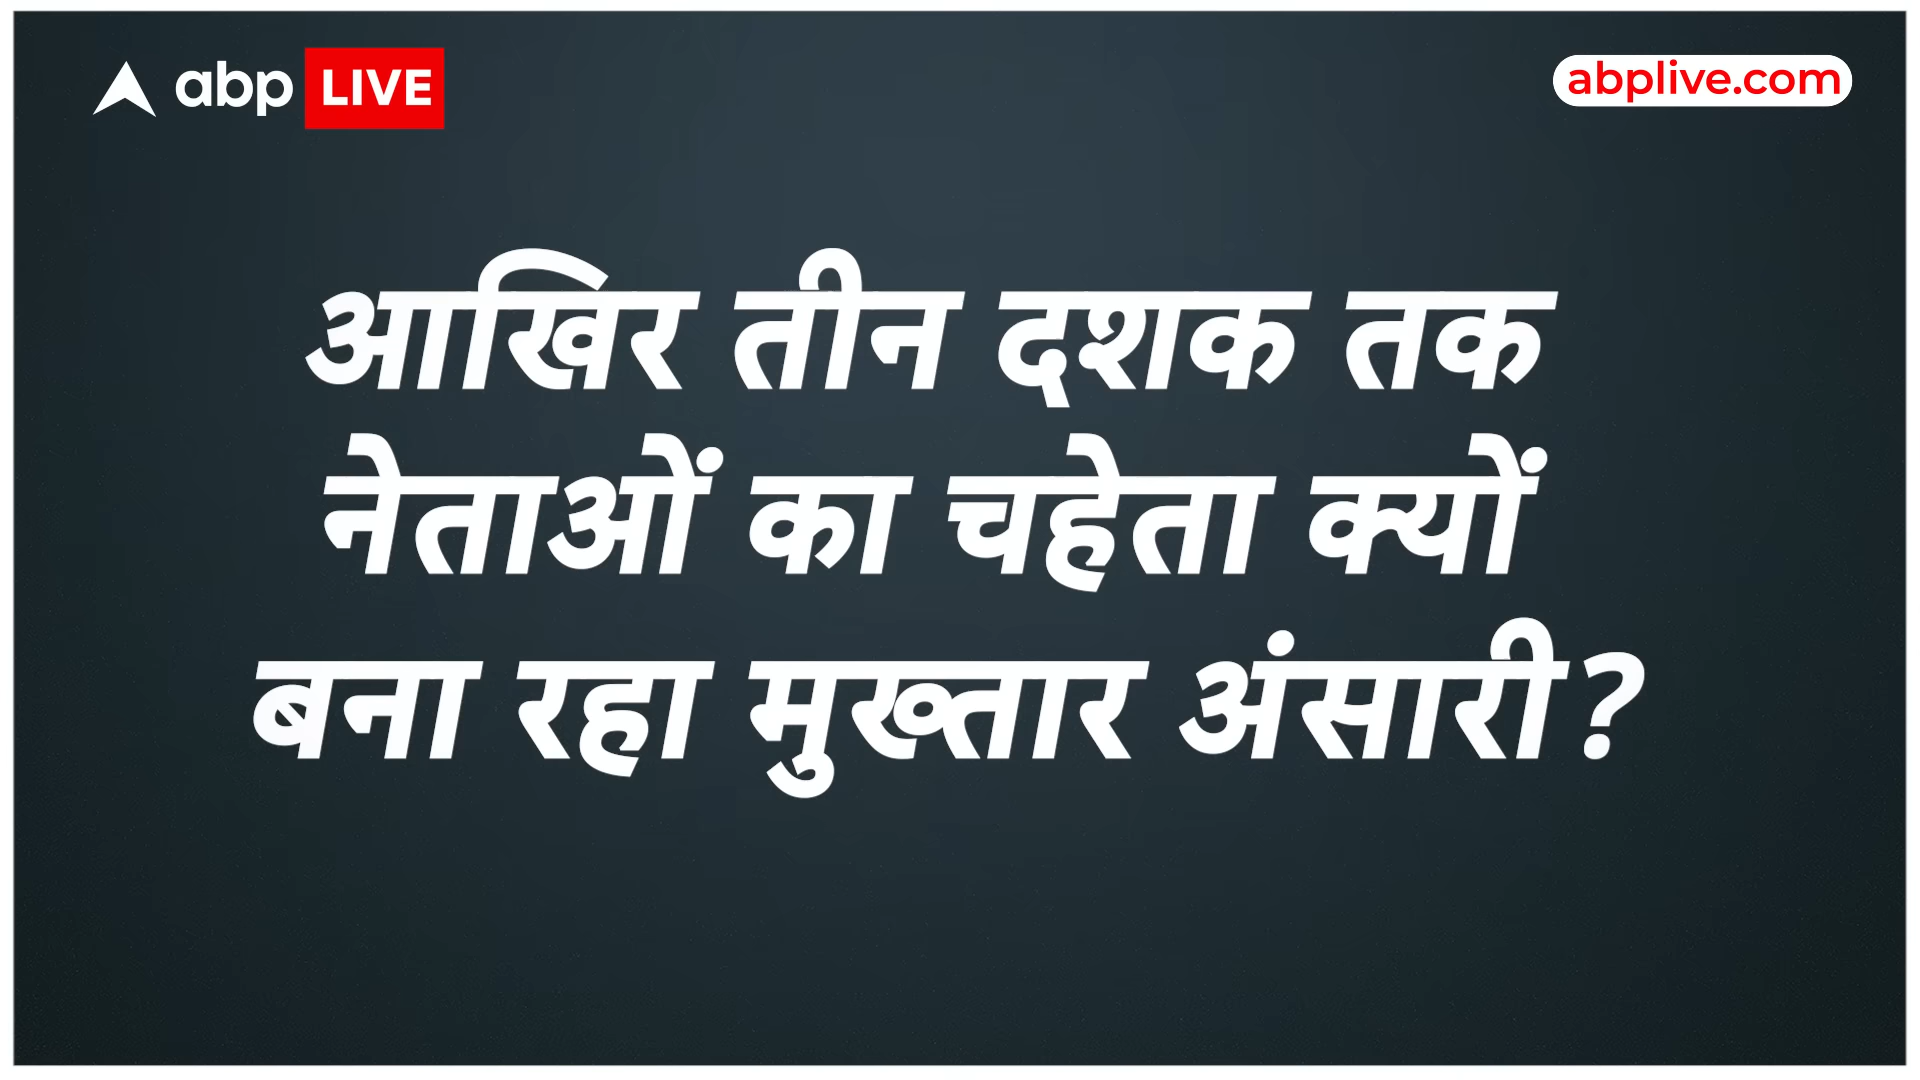 abp LIVE
abplive.com
आखिर तीन दशक तक
नेताओं का चहेता क्यों
बना रहा मुख्तार अंसारी?